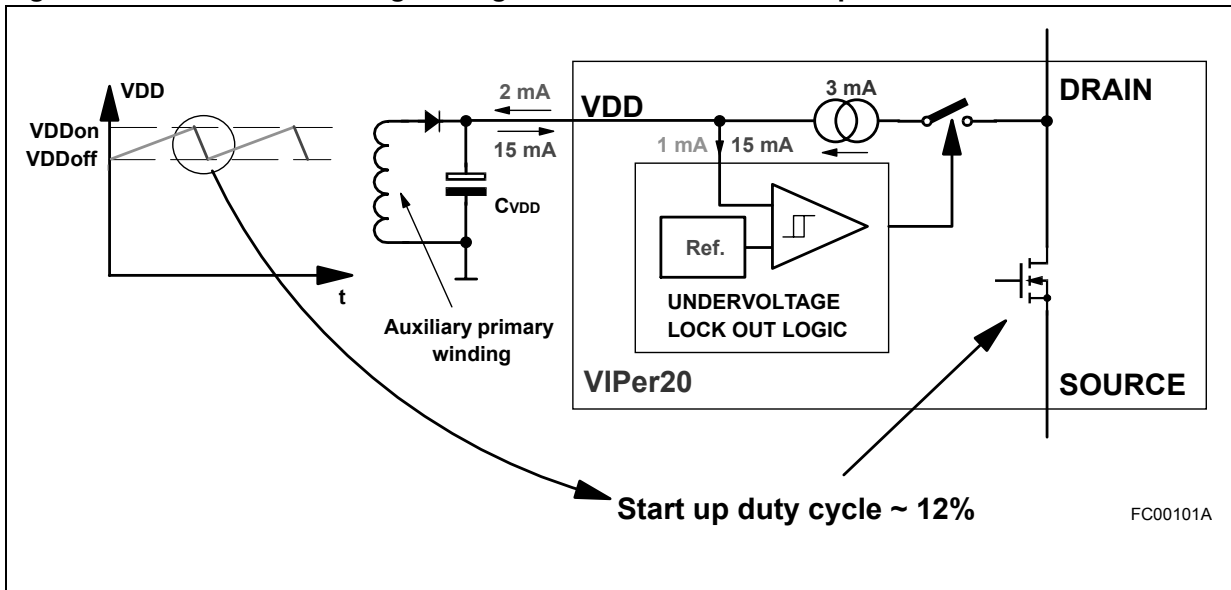 VDD
VDDon
VDDoff
t
2 mA
15 mA
CVDD
Auxiliary primary
winding
VDD
3 mA
DRAIN
1 mA 15 mA
Ref.
UNDERVOLTAGE
LOCK OUT LOGIC
VIPer20
SOURCE
Start up duty cycle ~ 12%
FC00101A